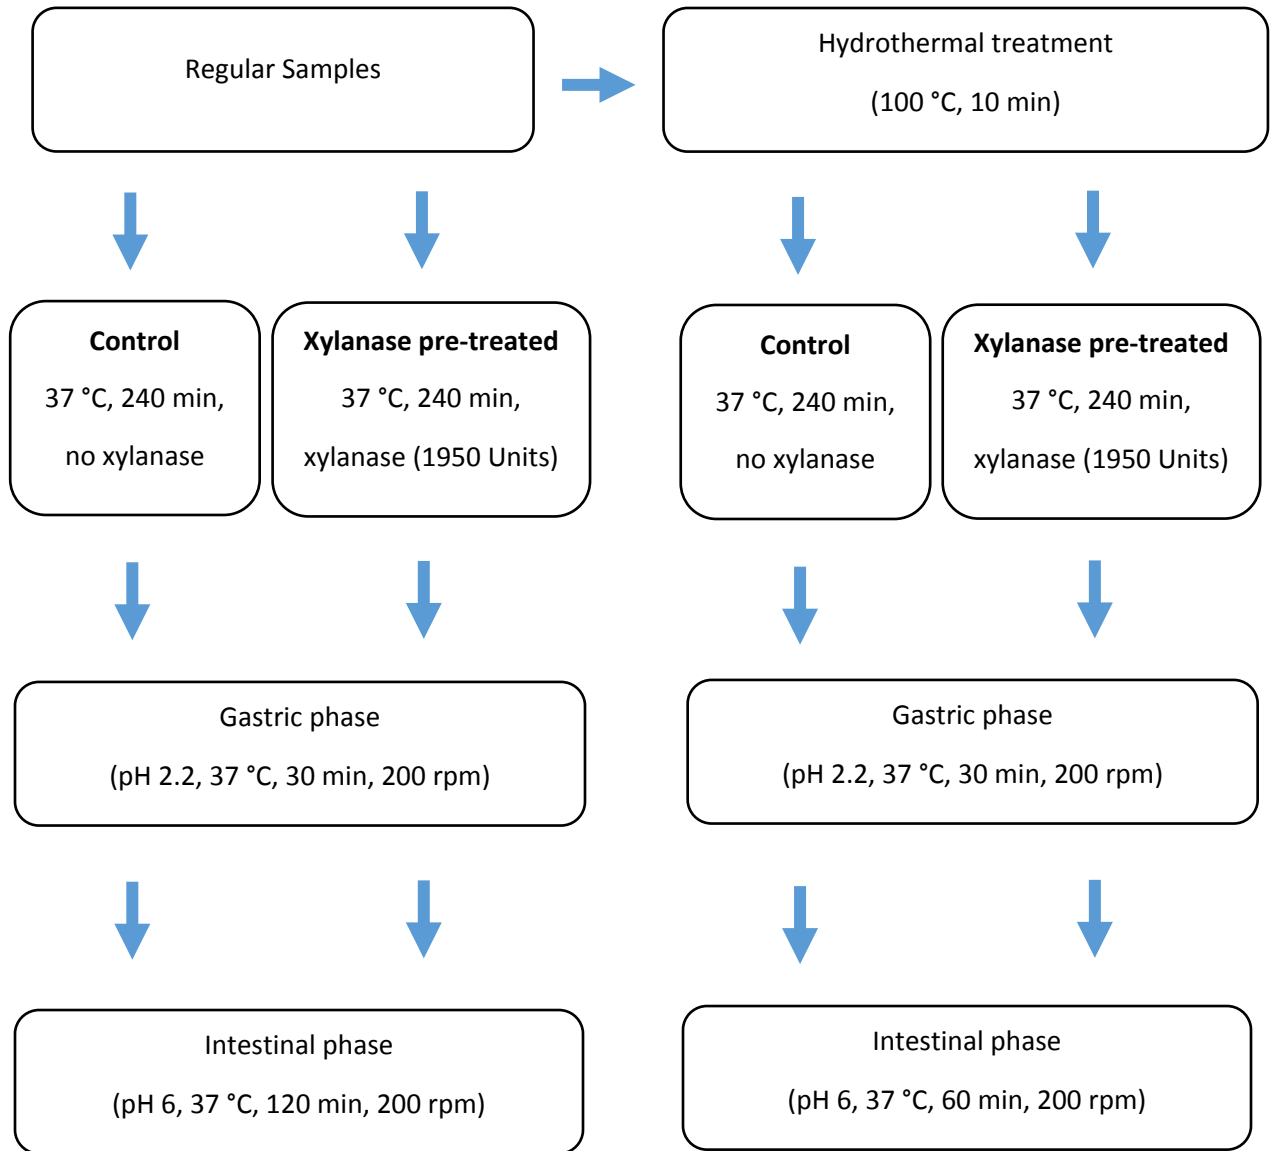 Regular Samples
Hydrothermal treatment
(100 °C, 10 min)
Control
37 °C, 240 min,
no xylanase
Xylanase pre-treated
37 °C, 240 min,
xylanase (1950 Units)
Control
37 °C, 240 min,
no xylanase
Xylanase pre-treated
37 °C, 240 min,
xylanase (1950 Units)
Gastric phase
(pH 2.2, 37 °C, 30 min, 200 rpm)
Gastric phase
(pH 2.2, 37 °C, 30 min, 200 rpm)
Intestinal phase
(pH 6, 37 °C, 120 min, 200 rpm)
Intestinal phase
(pH 6, 37 °C, 60 min, 200 rpm)